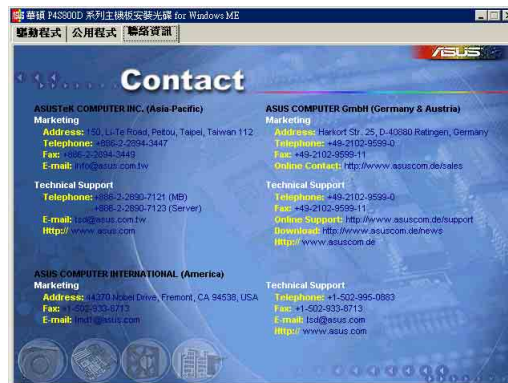 華碩 P4S800D 系列主機板安裝光碟 for Windows ME
驅動程式 公用程式 聯絡資訊
ASUS
Contact
ASUSTeK COMPUTER INC. (Asia-Pacific)
Marketing
Address: 150, Li-Te Road, Peitou, Taipei, Taiwan 112
Telephone: +886-2-2894-3447
Fax: +886-2-2894-3449
E-mail: info@asus.com.tw
Technical Support
Telephone: +886-2-2890-7121 (MB)
+886-2-2890-7123 (Server)
E-mail: tsd@asus.com.tw
Http:// www.asus.com
ASUS COMPUTER GmbH (Germany & Austria)
Marketing
Address: Harkort Str. 25, D-40880 Ratingen, Germany
Telephone: +49-2102-9599-0
Fax: +49-2102-9599-11
Online Contact: http://www.asuscom.de/sales
Technical Support
Telephone: +49-2102-9599-0
Fax: +49-2102-9599-11
Online Support: http://www.asuscom.de/support
Download: http://www.asuscom.de/news
Http:// www.asuscom.de
ASUS COMPUTER INTERNATIONAL (America)
Marketing
Address: 44370 Nobel Drive, Fremont, CA 94538, USA
Fax: +1-502-933-8713
E-mail: tmd1@asus.com
Technical Support
Telephone: +1-502-995-0883
Fax: +1-502-933-8713
E-mail: tsd@asus.com
Http:// www.asus.com